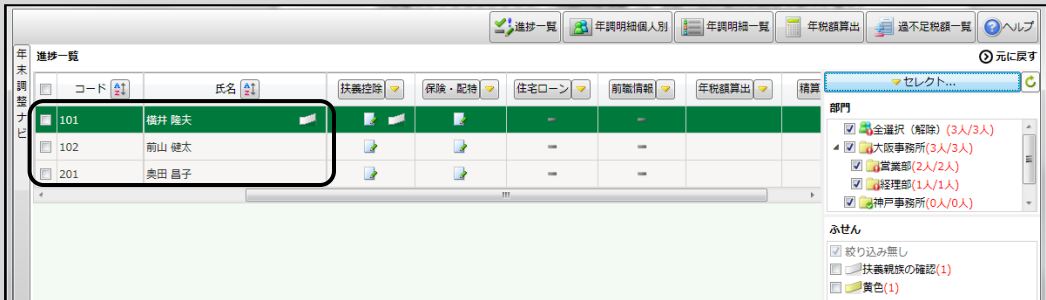 進捗一覧 年調明細個人別 年調明細一覧 年税額算出 過不足税額一覧 ヘルプ
年末調整ナビ
進捗一覧 元に戻す
コード 氏名 扶養控除 保険・配特 住宅ローン 前職情報 年税額算出 精算
101 横井 隆夫
102 前山 健太
201 奥田 昌子
セレクト...
部門
全選択（解除）(3人/3人)
大阪事務所(3人/3人)
営業部(2人/2人)
経理部(1人/1人)
神戸事務所(0人/0人)
ふせん
絞り込み無し
扶義親族の確認(1)
黄色(1)